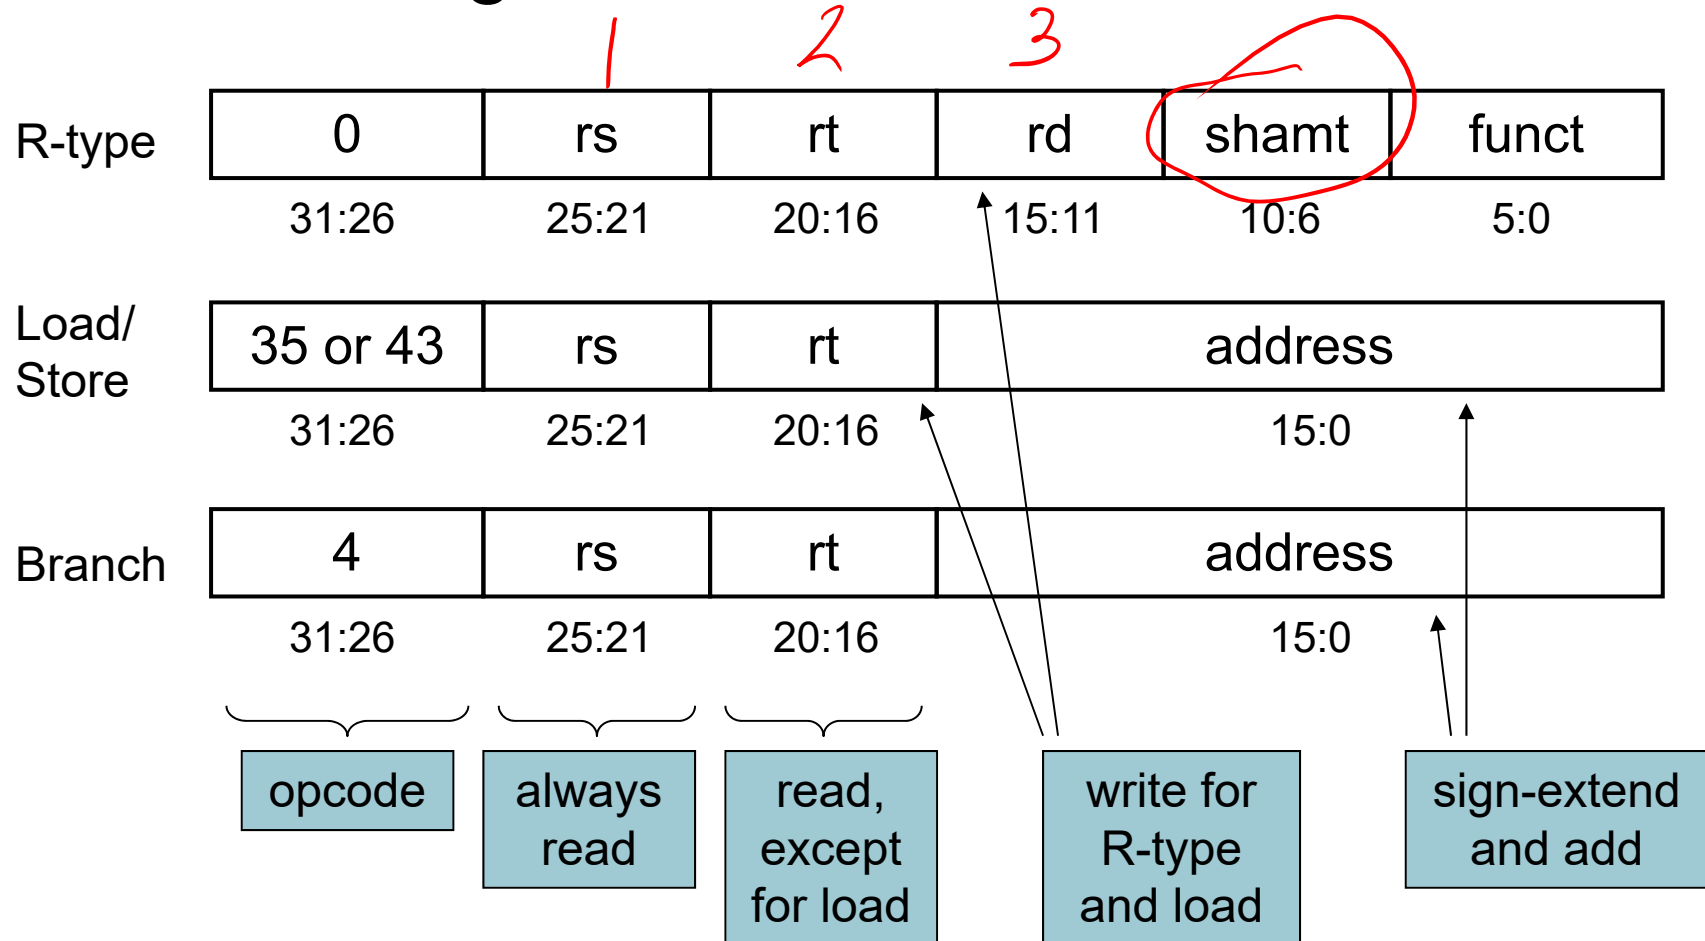 1 2 3
R-type 0 rs rt rd shamt funct
31:26 25:21 20:16 15:11 10:6 5:0
Load/
Store 35 or 43 rs rt address
31:26 25:21 20:16 15:0
Branch 4 rs rt address
31:26 25:21 20:16 15:0
opcode
always
read
read,
except
for load
write for
R-type
and load
sign-extend
and add